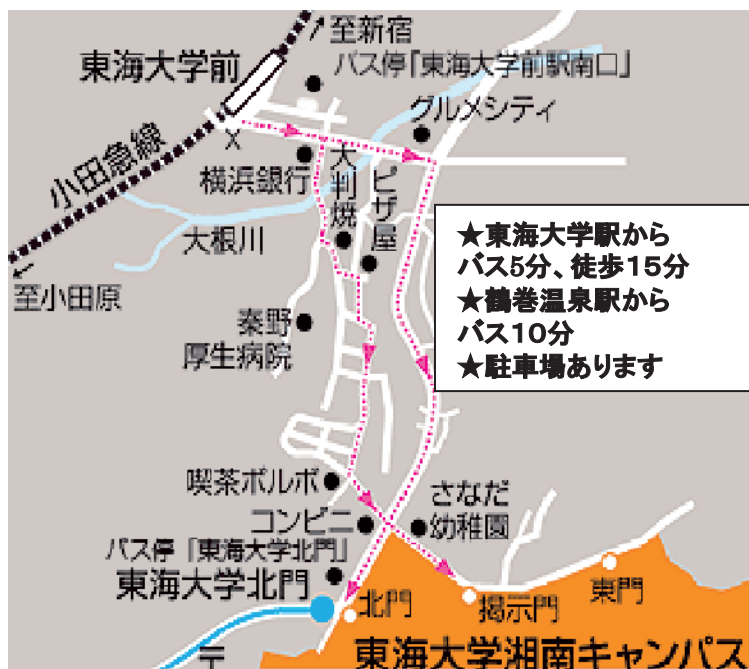 至新宿
東海大学前
バス停「東海大学前駅南口」
グルメシティ
小田急線
横浜銀行
大判焼
ピザ屋
大根川
至小田原
★東海大学駅から
バス5分、徒歩15分
★鶴巻温泉駅から
バス10分
★駐車場あります
秦野
厚生病院
喫茶ボルボ
さなだ
幼稚園
コンビニ
バス停「東海大学北門」
東海大学北門
北門
掲示門
東門
〒
東海大学湘南キャンパス